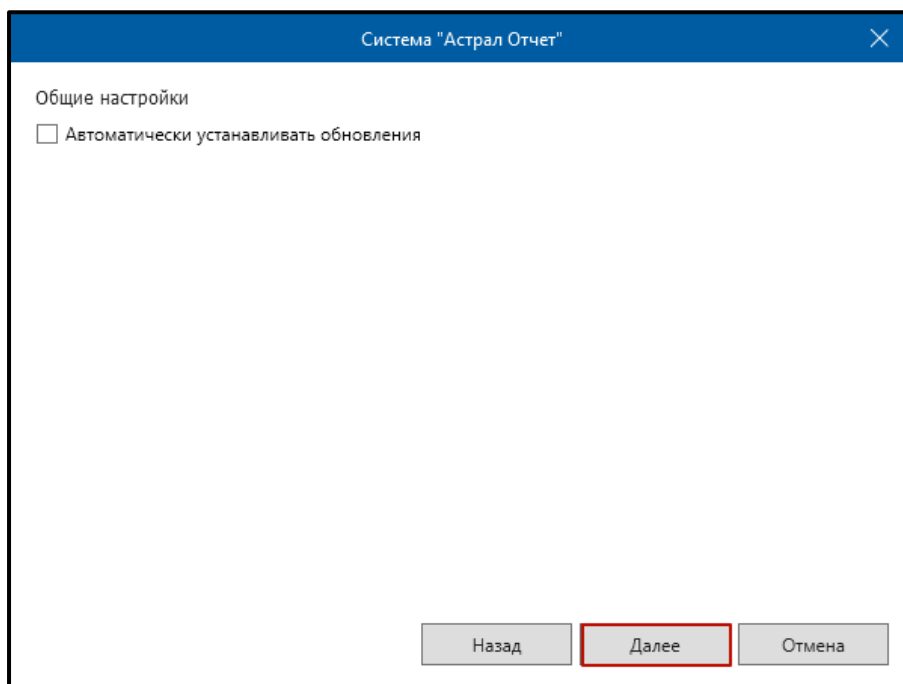 Система "Астрал Отчет"
Общие настройки
Автоматически устанавливать обновления
Назад
Далее
Отмена